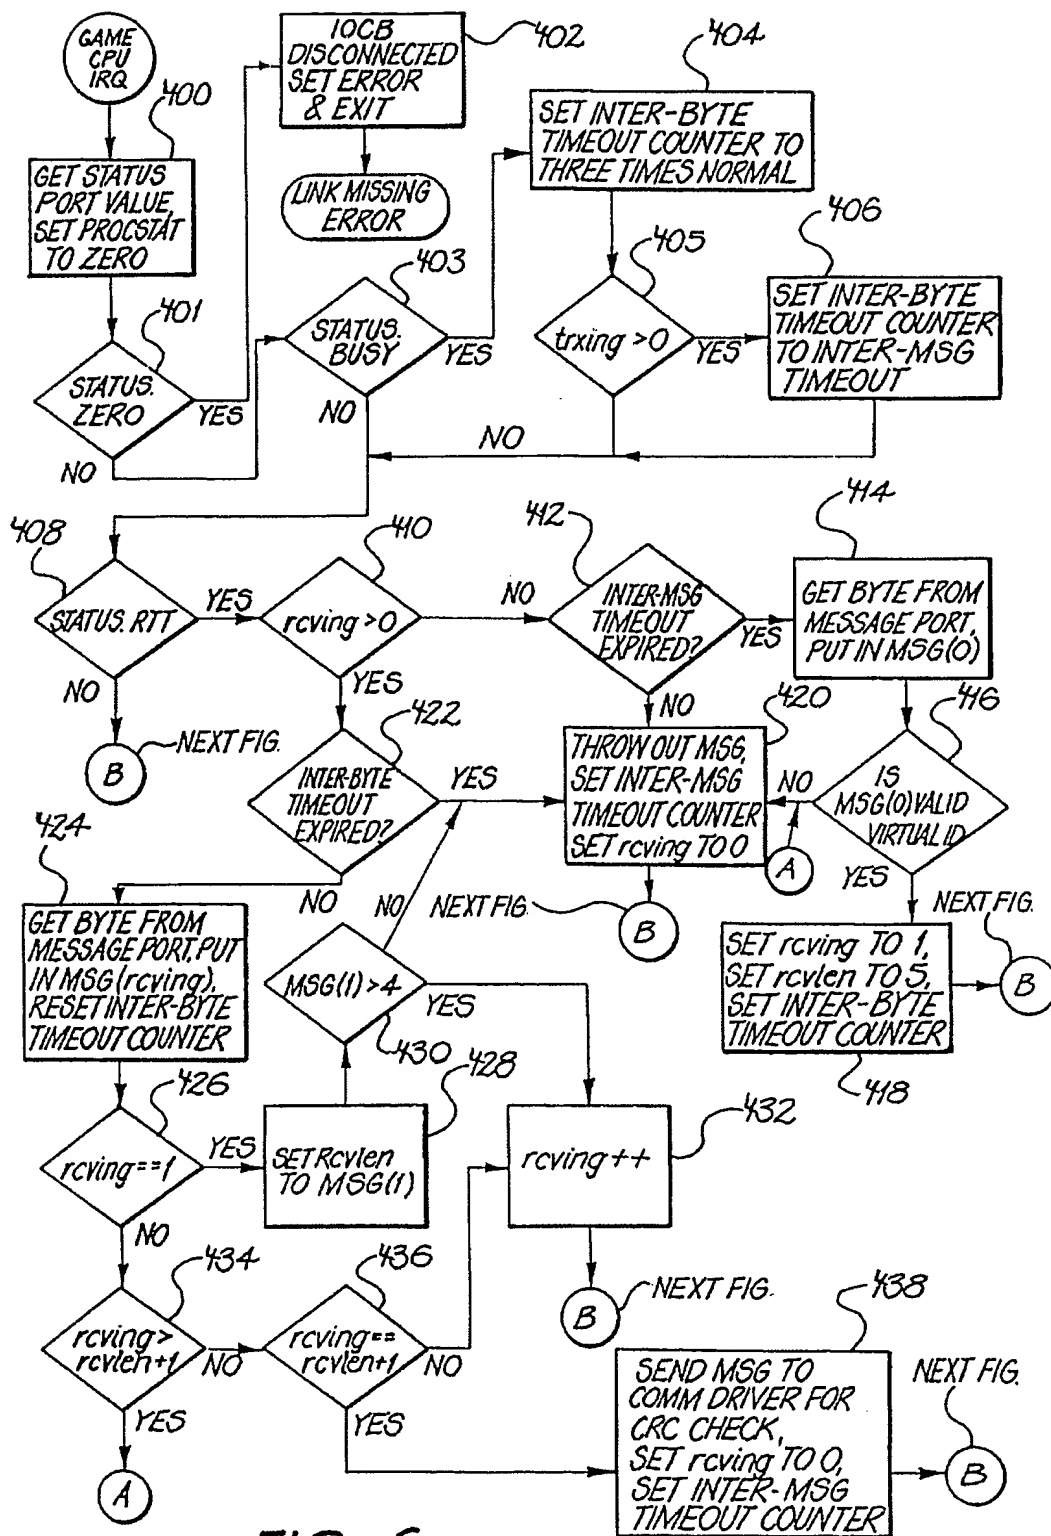 GAME
CPU
IRQ
400
GET STATUS
PORT VALUE,
SET PROCSTAT
TO ZERO
401
STATUS.
ZERO
YES
NO
IOCB
DISCONNECTED
SET ERROR
& EXIT
402
LINK MISSING
ERROR
403
STATUS.
BUSY
YES
NO
404
SET INTER-BYTE
TIMEOUT COUNTER TO
THREE TIMES NORMAL
405
trxing >0
YES
NO
406
SET INTER-BYTE
TIMEOUT COUNTER
TO INTER-MSG
TIMEOUT
408
STATUS. RTT
YES
NO
B
NEXT FIG.
410
rcving >0
NO
YES
412
INTER-MSG
TIMEOUT
EXPIRED?
YES
NO
414
GET BYTE FROM
MESSAGE PORT,
PUT IN MSG(0)
416
IS
MSG(0) VALID
VIRTUAL ID
NO
A
YES
420
THROW OUT MSG,
SET INTER-MSG
TIMEOUT COUNTER
SET rcving TO 0
NEXT FIG.
B
422
INTER-BYTE
TIMEOUT
EXPIRED?
YES
NO
418
SET rcving TO 1,
SET rcvlen TO 5,
SET INTER-BYTE
TIMEOUT COUNTER
NEXT FIG.
B
424
GET BYTE FROM
MESSAGE PORT, PUT
IN MSG(rcving),
RESET INTER-BYTE
TIMEOUT COUNTER
426
rcving==1
YES
NO
428
SET Rcvlen
TO MSG(1)
430
MSG(1)>4
NO
YES
432
rcving ++
B
NEXT FIG.
434
rcving>
rcvlen+1
NO
YES
A
436
rcving==
rcvlen+1
NO
YES
438
SEND MSG TO
COMM DRIVER FOR
CRC CHECK,
SET rcving TO 0,
SET INTER-MSG
TIMEOUT COUNTER
NEXT FIG.
B